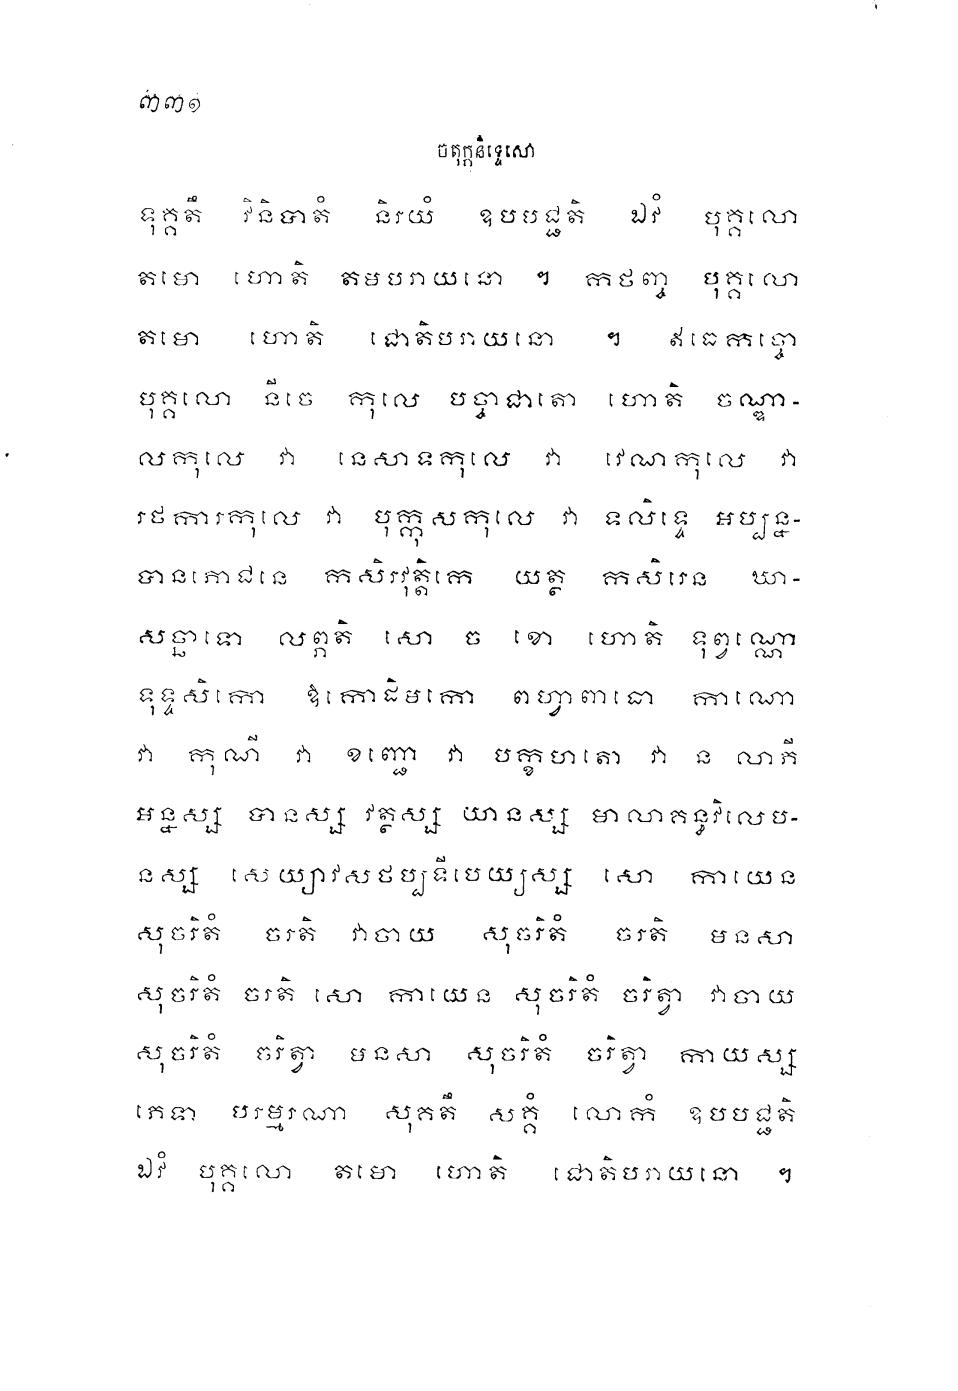 ៣៣១
ចតុក្កនិទ្ទេសោ
ទុក្គតឹ វិនិបាតំ និរយំ ឧបបជ្ជតិ ឯវំ បុគ្គលោ
តមោ ហោតិ តមបរាយនោ ។ កថញ្ច បុគ្គលោ
តមោ ហោតិ ជោតិបរាយនោ ។ ឥធេកច្ចោ
បុគ្គលោ នីចេ កុលេ បច្ចាជាតោ ហោតិ ចណ្ឌា-
លកុលេ វា នេសាទកុលេ វា វេណកុលេ វា
រថការកុលេ វា បុក្កុសកុលេ វា ទលិទ្ទេ អប្បន្ន-
បានភោជនេ កសិរវុត្តិកេ យត្ថ កសិរេន ឃា-
សច្ឆាទោ លព្ភតិ សោ ច ខោ ហោតិ ទុព្វណ្ណោ
ទុទ្ទសិកោ ឱកោដិមកោ ពហ្វាពាធោ កាណោ
វា កុណី វា ខញ្ជោ វា បក្ខហតោ វា ន លាភី
អន្នស្ស បានស្ស វត្ថស្ស យានស្ស មាលាគន្ធវិលេប-
នស្ស សេយ្យាវសថប្បទីបេយ្យស្ស សោ កាយេន
សុចរិតំ ចរតិ វាចាយ សុចរិតំ ចរតិ មនសា
សុចរិតំ ចរតិ សោ កាយេន សុចរិតំ ចរិត្វា វាចាយ
សុចរិតំ ចរិត្វា មនសា សុចរិតំ ចរិត្វា កាយស្ស
ភេទា បរម្មរណា សុគតឹ សគ្គំ លោកំ ឧបបជ្ជតិ
ឯវំ បុគ្គលោ តមោ ហោតិ ជោតិបរាយនោ ។